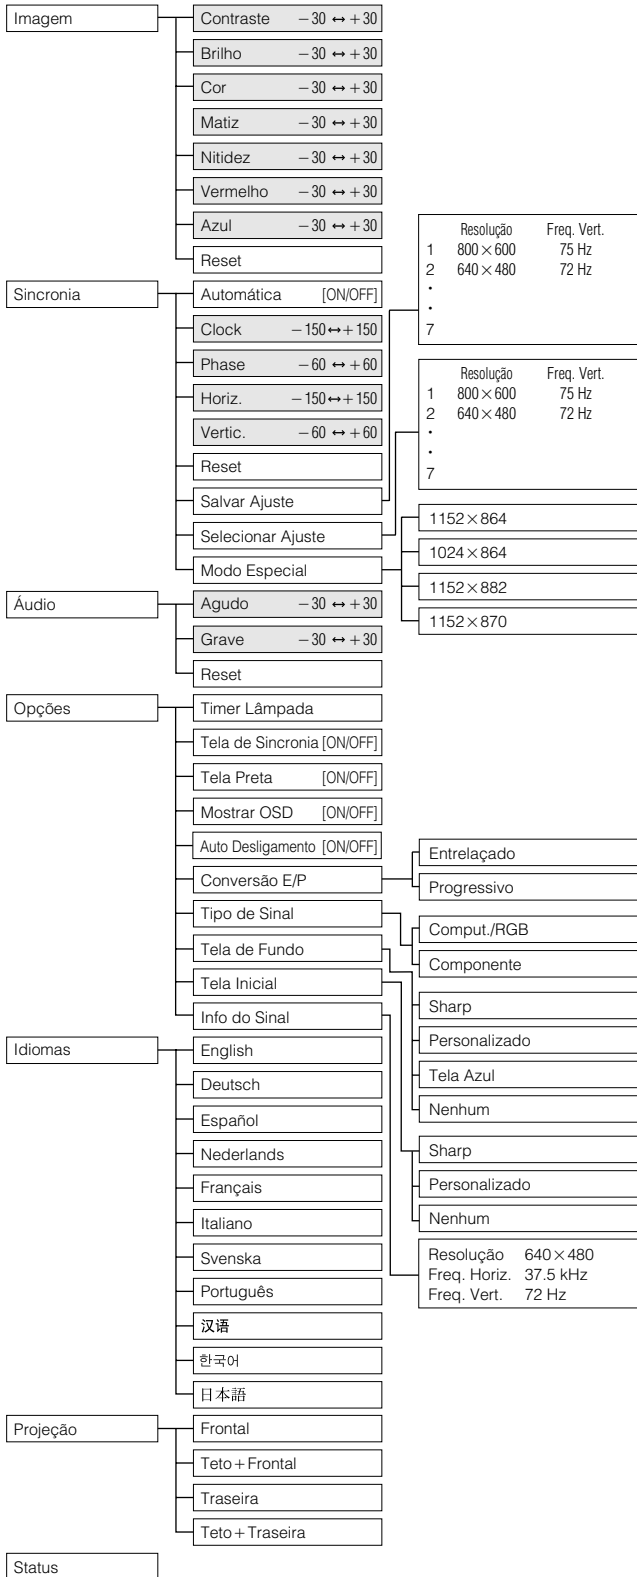 Imagem
Contraste −30 ↔ +30
Brilho −30 ↔ +30
Cor −30 ↔ +30
Matiz −30 ↔ +30
Nitidez −30 ↔ +30
Vermelho −30 ↔ +30
Azul −30 ↔ +30
Reset
Sincronia
Automática [ON/OFF]
Clock −150 ↔ +150
Phase −60 ↔ +60
Horiz. −150 ↔ +150
Vertic. −60 ↔ +60
Reset
Salvar Ajuste
Resolução Freq. Vert.
1 800×600 75 Hz
2 640×480 72 Hz
•
•
7
Selecionar Ajuste
Resolução Freq. Vert.
1 800×600 75 Hz
2 640×480 72 Hz
•
•
7
Modo Especial
1152×864
1024×864
1152×882
1152×870
Áudio
Agudo −30 ↔ +30
Grave −30 ↔ +30
Reset
Opções
Timer Lâmpada
Tela de Sincronia [ON/OFF]
Tela Preta [ON/OFF]
Mostrar OSD [ON/OFF]
Auto Desligamento [ON/OFF]
Conversão E/P
Entrelaçado
Progressivo
Tipo de Sinal
Comput./RGB
Componente
Tela de Fundo
Sharp
Personalizado
Tela Azul
Nenhum
Tela Inicial
Sharp
Personalizado
Nenhum
Info do Sinal
Resolução 640×480
Freq. Horiz. 37.5 kHz
Freq. Vert. 72 Hz
Idiomas
English
Deutsch
Español
Nederlands
Français
Italiano
Svenska
Português
汉语
한국어
日本語
Projeção
Frontal
Teto+Frontal
Traseira
Teto+Traseira
Status